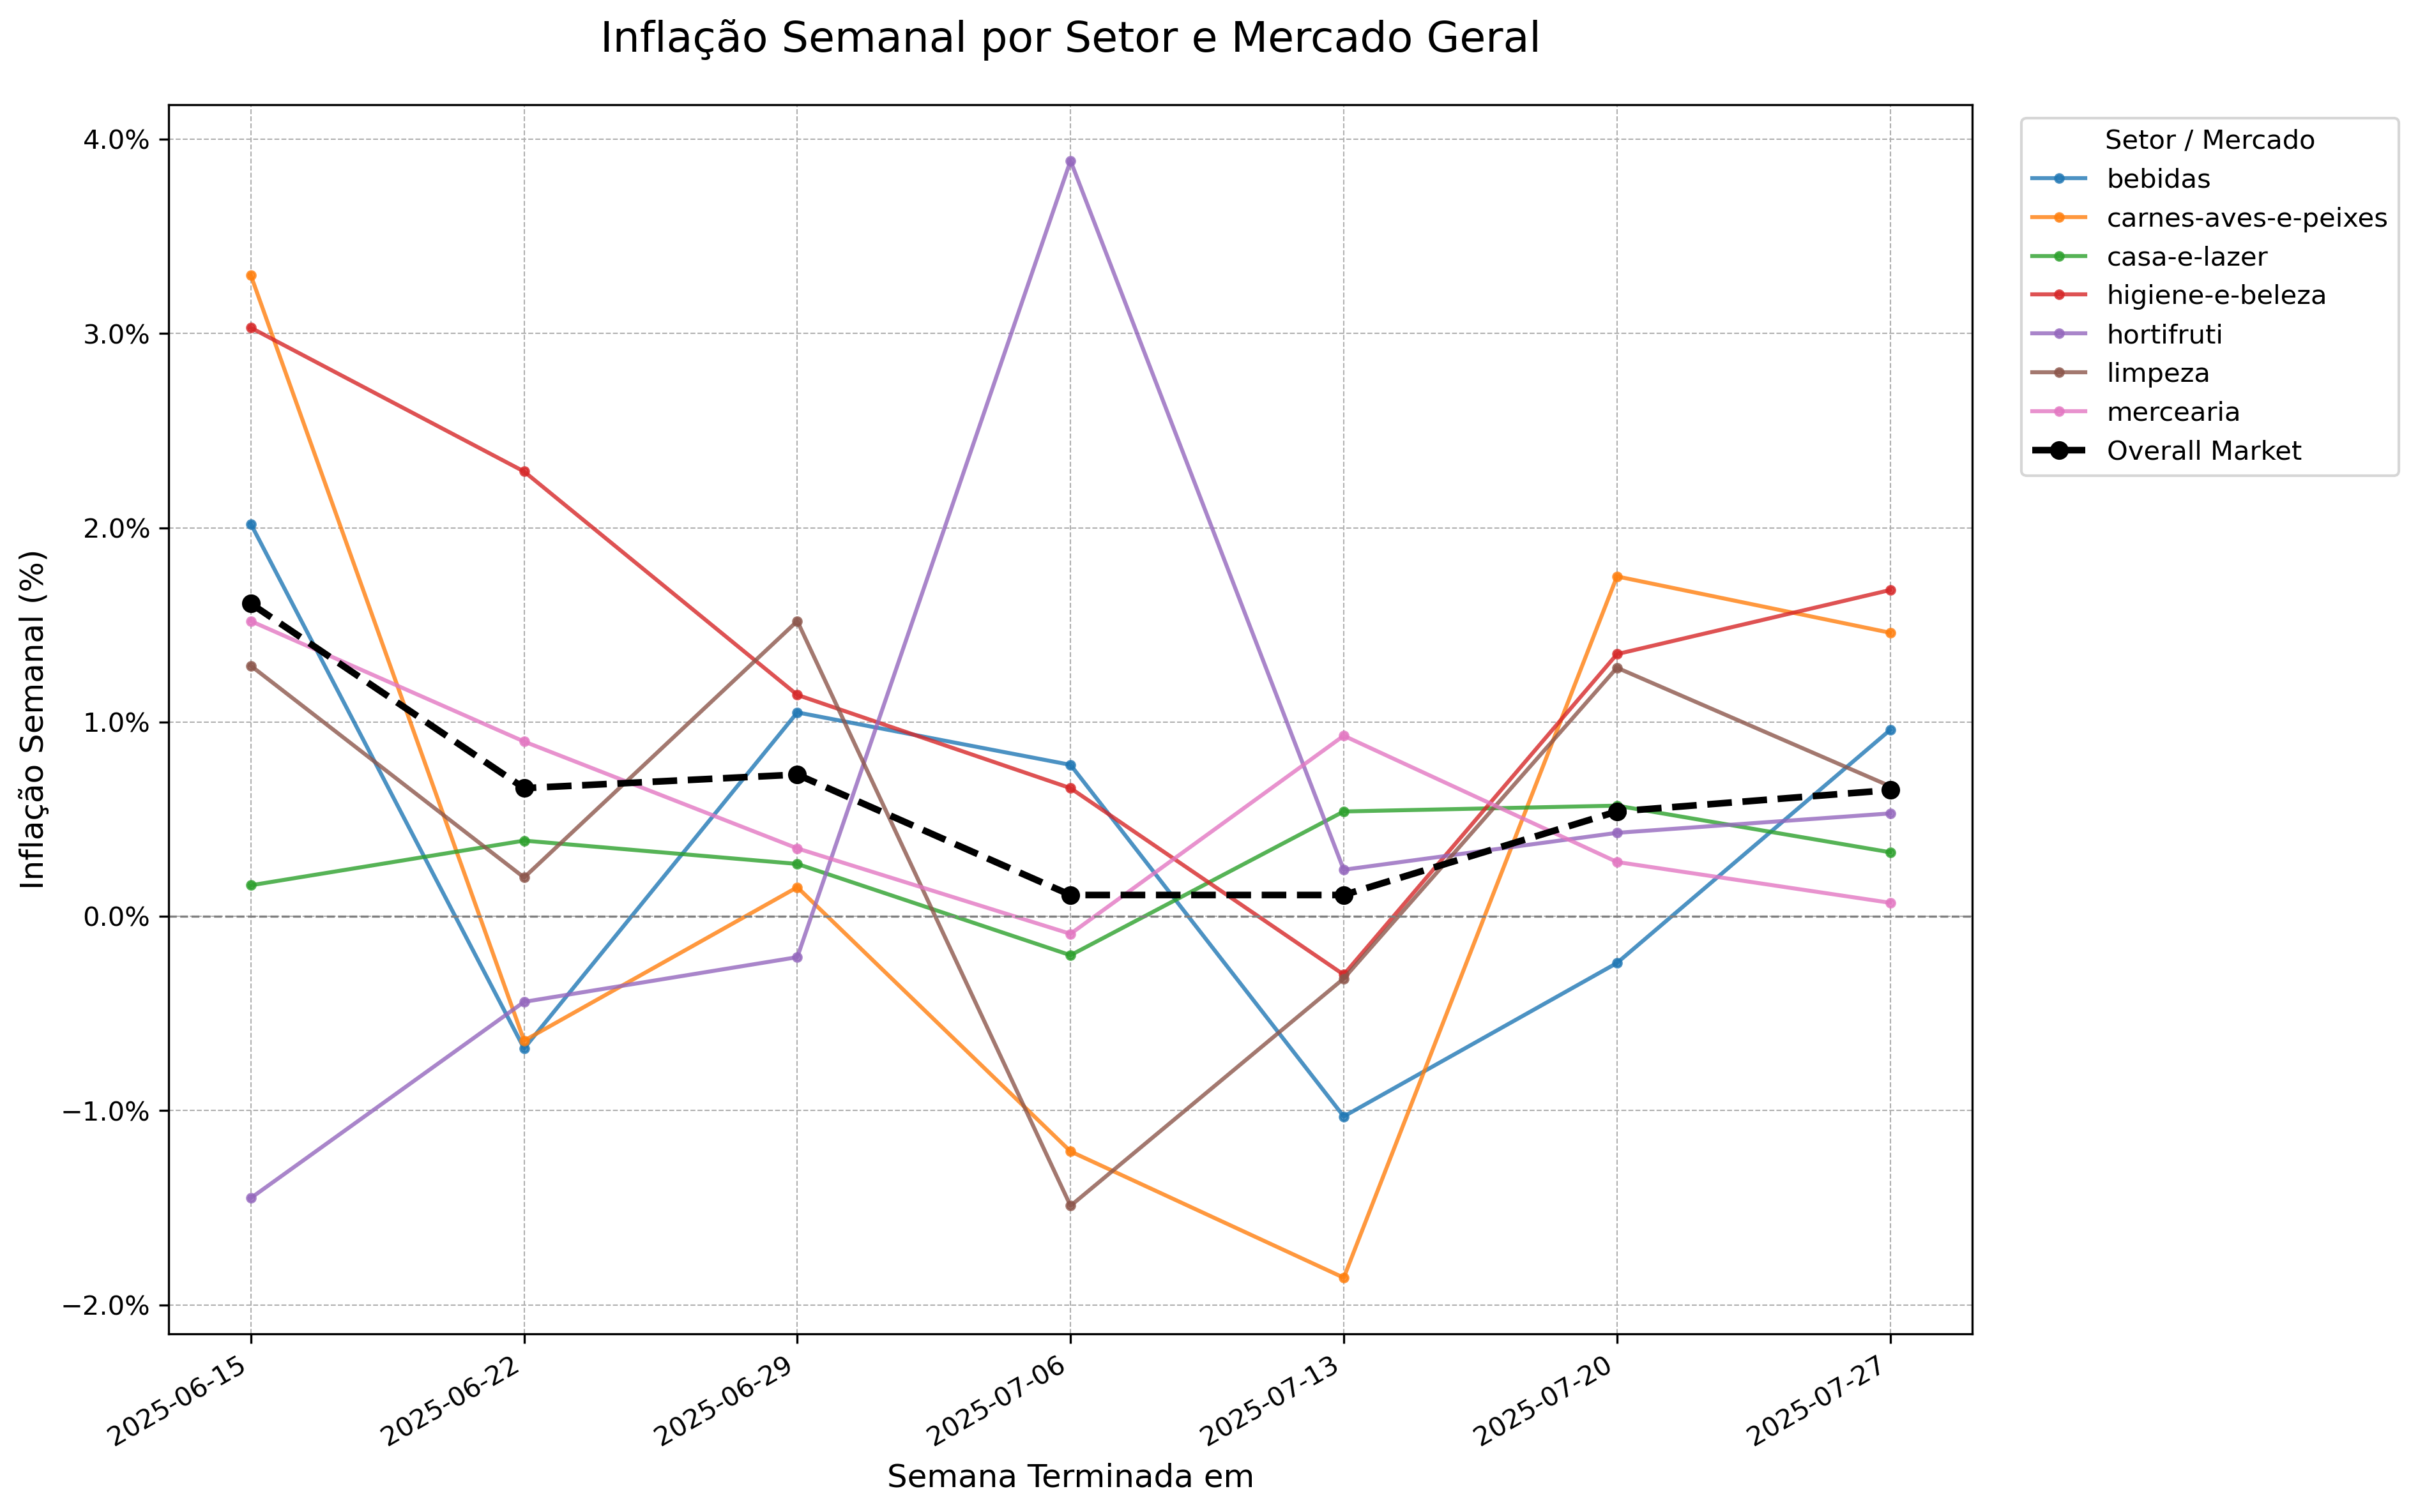 Inflação Semanal por Setor e Mercado Geral
Inflação Semanal (%)
4.0%
3.0%
2.0%
1.0%
0.0%
−1.0%
−2.0%
2025-06-15
2025-06-22
2025-06-29
2025-07-06
2025-07-13
2025-07-20
2025-07-27
Semana Terminada em
Setor / Mercado
bebidas
carnes-aves-e-peixes
casa-e-lazer
higiene-e-beleza
hortifruti
limpeza
mercearia
Overall Market